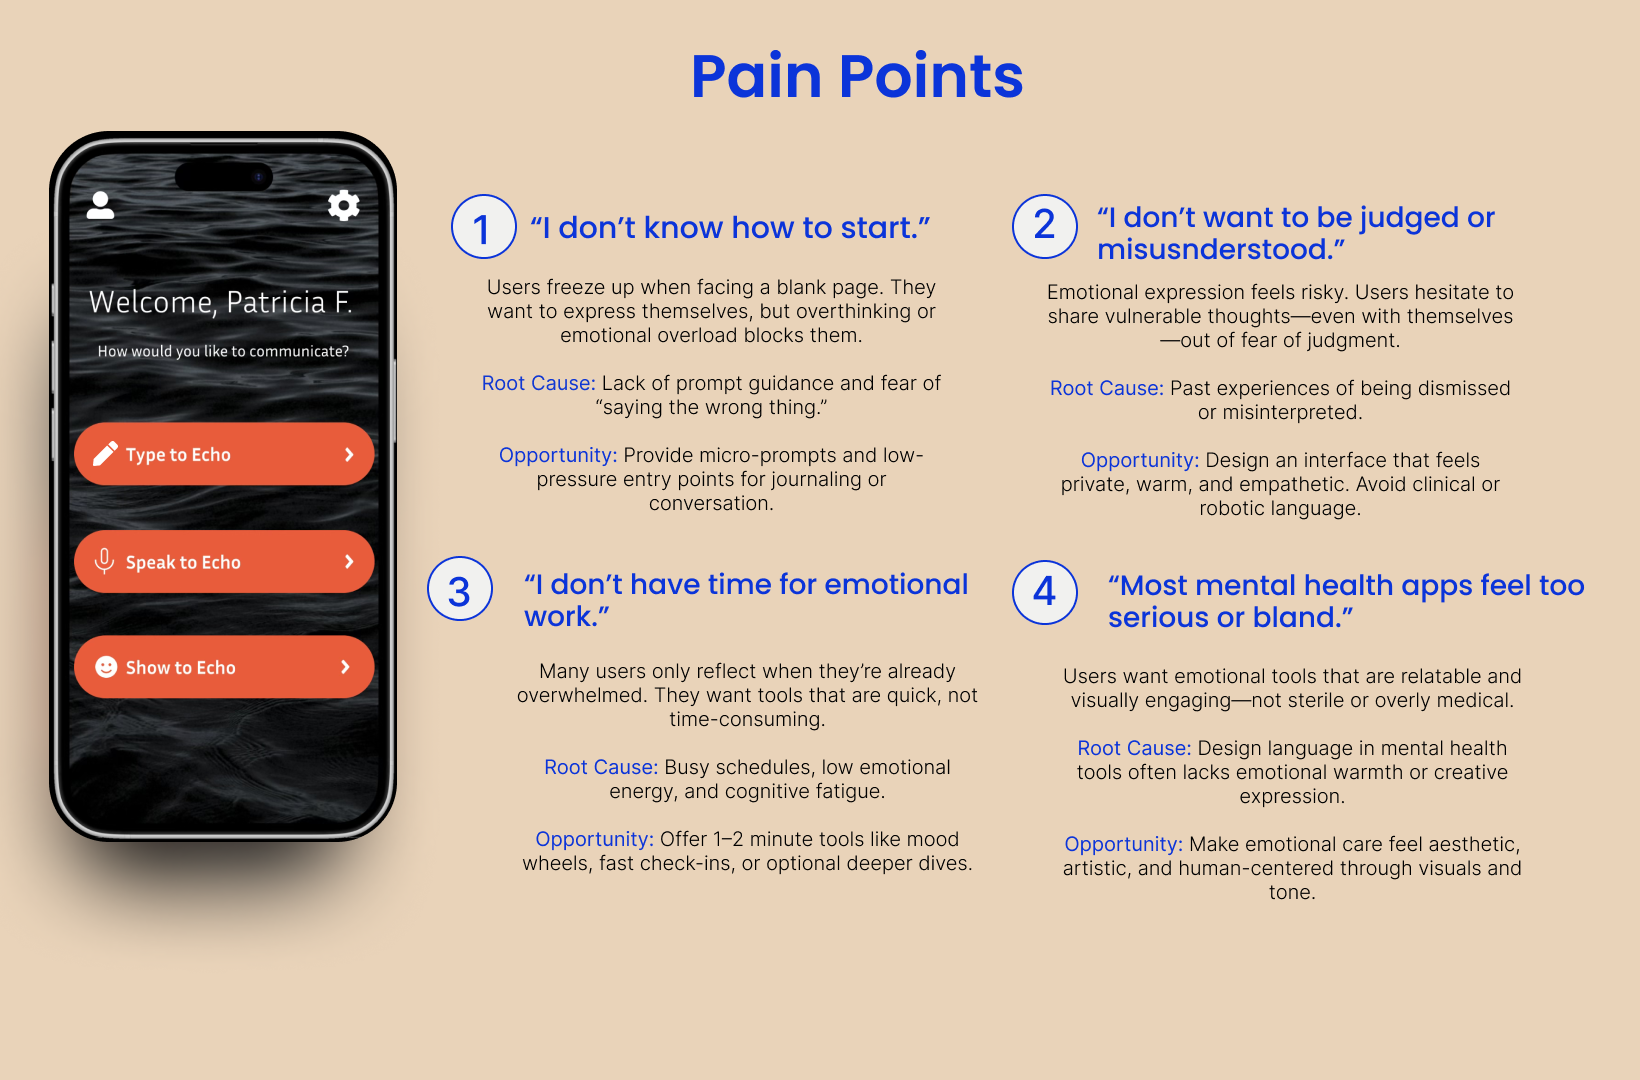 Pain Points
Welcome, Patricia F.
How would you like to communicate?
Type to Echo
Speak to Echo
Show to Echo
1
“I don’t know how to start.”
Users freeze up when facing a blank page. They
want to express themselves, but overthinking or
emotional overload blocks them.
Root Cause: Lack of prompt guidance and fear of
“saying the wrong thing.”
Opportunity: Provide micro-prompts and low-
pressure entry points for journaling or
conversation.
2
“I don’t want to be judged or
misusnderstood.”
Emotional expression feels risky. Users hesitate to
share vulnerable thoughts—even with themselves
—out of fear of judgment.
Root Cause: Past experiences of being dismissed
or misinterpreted.
Opportunity: Design an interface that feels
private, warm, and empathetic. Avoid clinical or
robotic language.
3
“I don’t have time for emotional
work.”
Many users only reflect when they’re already
overwhelmed. They want tools that are quick, not
time-consuming.
Root Cause: Busy schedules, low emotional
energy, and cognitive fatigue.
Opportunity: Offer 1–2 minute tools like mood
wheels, fast check-ins, or optional deeper dives.
4
“Most mental health apps feel too
serious or bland.”
Users want emotional tools that are relatable and
visually engaging—not sterile or overly medical.
Root Cause: Design language in mental health
tools often lacks emotional warmth or creative
expression.
Opportunity: Make emotional care feel aesthetic,
artistic, and human-centered through visuals and
tone.